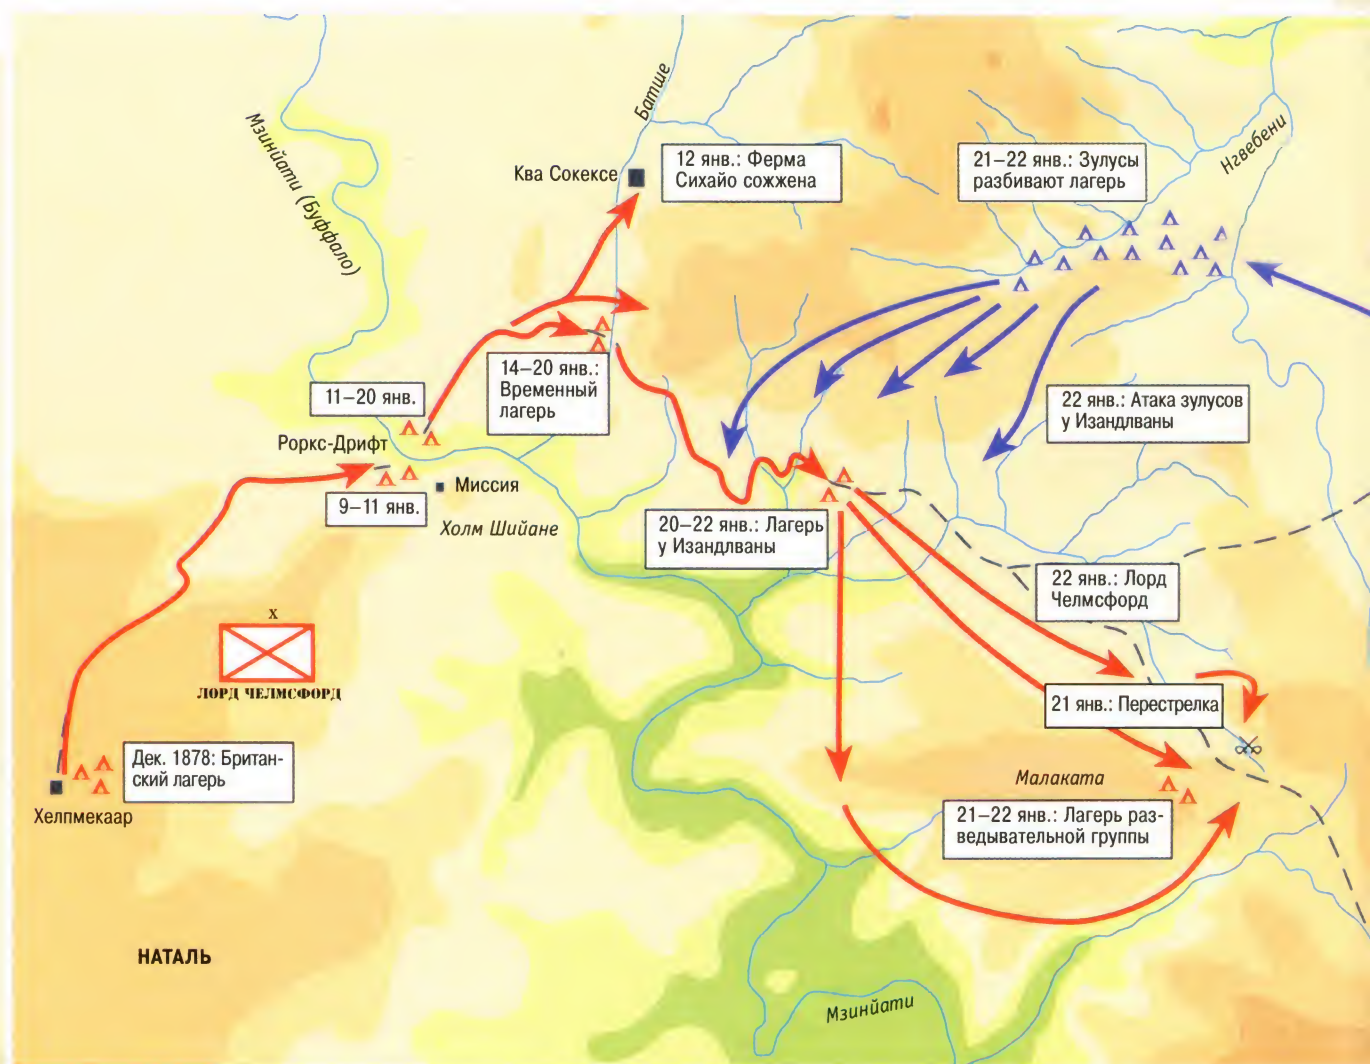 Мзинйати (Буффало)
Батше
Ква Сокексе
12 янв.: Ферма
Сихайо сожжена
21–22 янв.: Зулусы
разбивают лагерь
Нгвебени
14–20 янв.:
Временный
лагерь
11–20 янв.
Роркс-Дрифт
9–11 янв.
Миссия
Холм Шийане
22 янв.: Атака зулусов
у Изандлваны
20–22 янв.: Лагерь
у Изандлваны
22 янв.: Лорд
Челмсфорд
X
ЛОРД ЧЕЛМСФОРД
21 янв.: Перестрелка
Дек. 1878: Британ-
ский лагерь
Хелпмекаар
Малаката
21–22 янв.: Лагерь раз-
ведывательной группы
НАТАЛЬ
Мзинйати